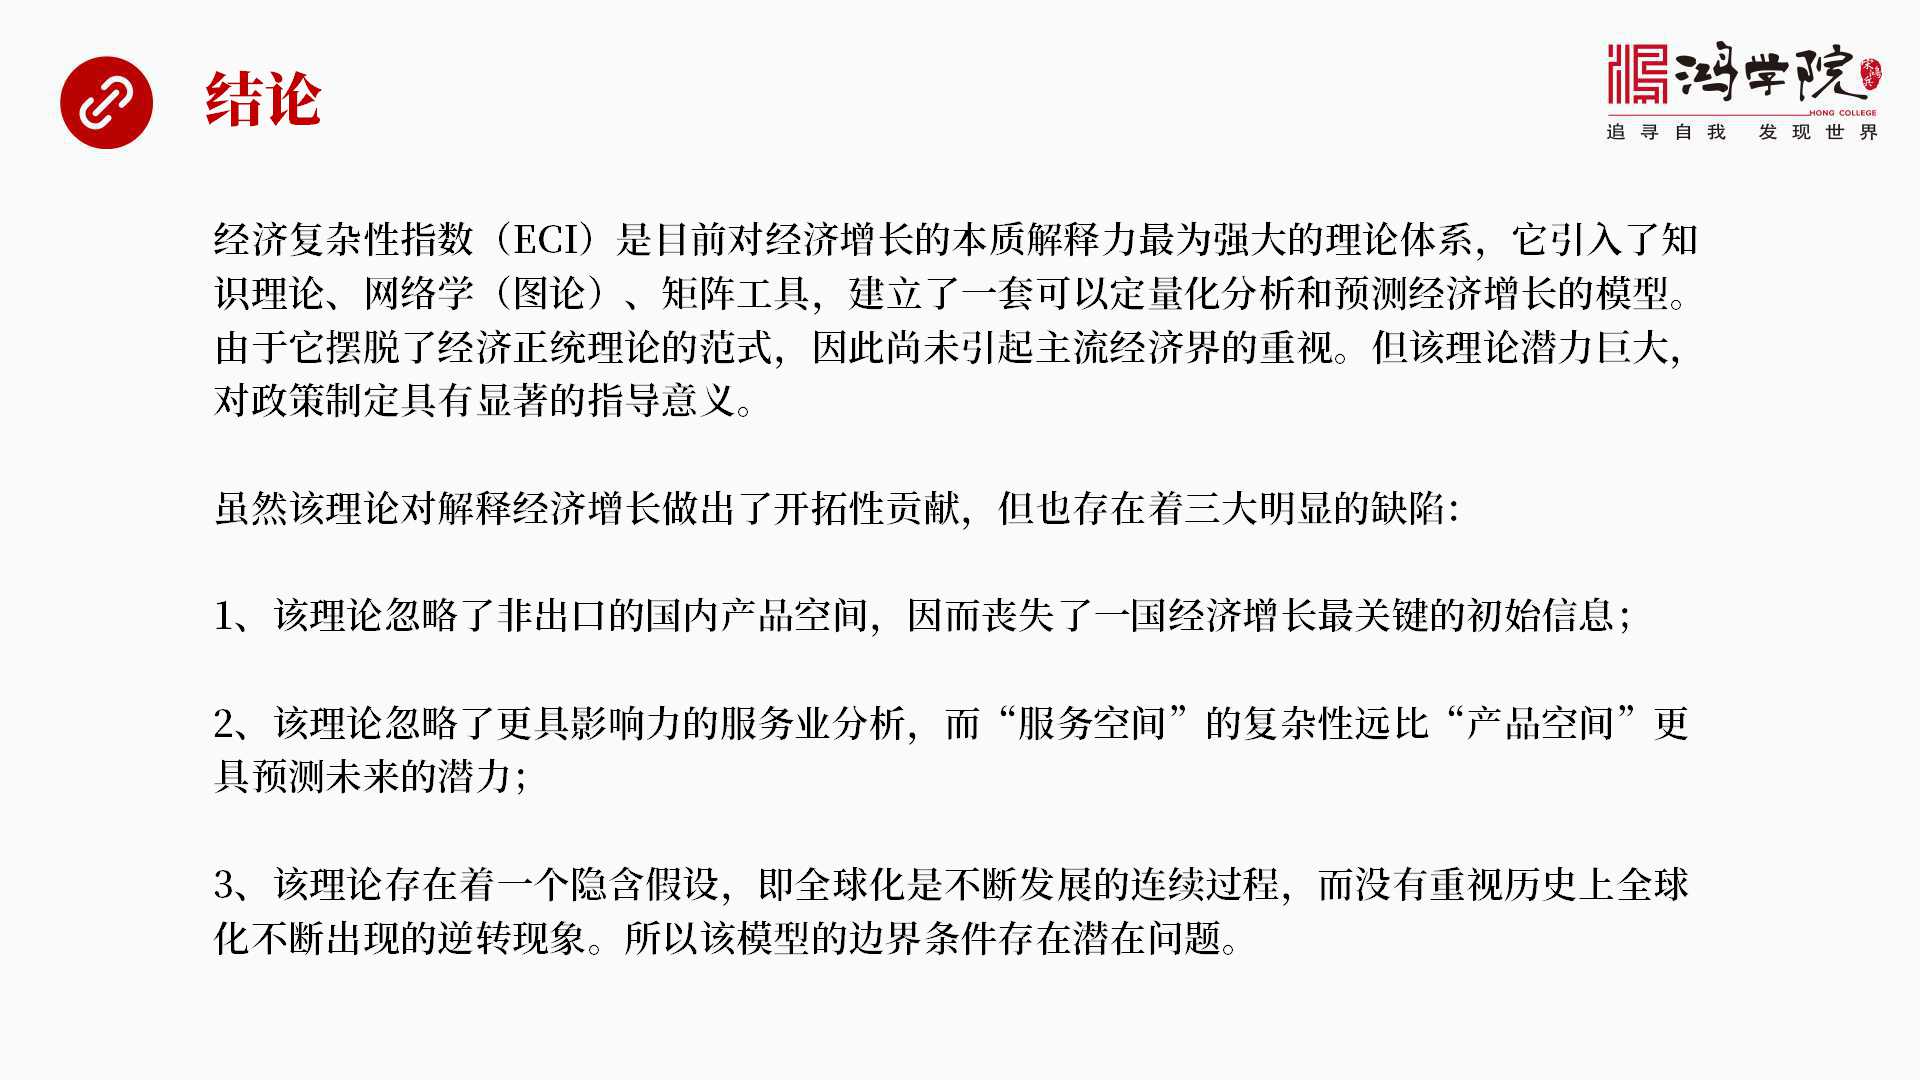 结论
鸿学院
宋鸿兵
HONG COLLEGE
追寻自我 发现世界
经济复杂性指数（ECI）是目前对经济增长的本质解释力最为强大的理论体系，它引入了知
识理论、网络学（图论）、矩阵工具，建立了一套可以定量化分析和预测经济增长的模型。
由于它摆脱了经济正统理论的范式，因此尚未引起主流经济界的重视。但该理论潜力巨大，
对政策制定具有显著的指导意义。
虽然该理论对解释经济增长做出了开拓性贡献，但也存在着三大明显的缺陷：
1、该理论忽略了非出口的国内产品空间，因而丧失了一国经济增长最关键的初始信息；
2、该理论忽略了更具影响力的服务业分析，而“服务空间”的复杂性远比“产品空间”更
具预测未来的潜力；
3、该理论存在着一个隐含假设，即全球化是不断发展的连续过程，而没有重视历史上全球
化不断出现的逆转现象。所以该模型的边界条件存在潜在问题。